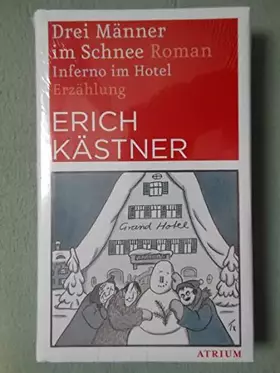 Drei Männer
im Schnee Roman
Inferno im Hotel
Erzählung
ERICH
KÄSTNER
Grand Hotel
ATRIUM